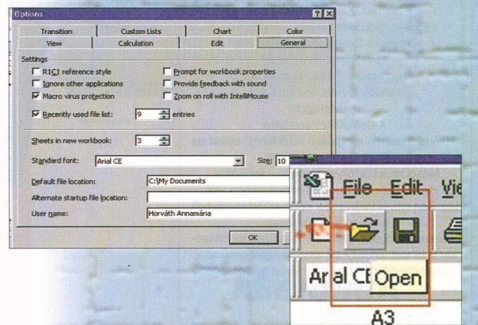 Options
Transition Custom Lists Chart Color
View Calculation Edit General
Settings
R1C1 reference style Prompt for workbook properties
Ignore other applications Provide feedback with sound
Macro virus protection Zoom on roll with IntelliMouse
Recently used file list: 9 entries
Sheets in new workbook: 3
Standard font: Arial CE Size: 10
Default file location: C:\My Documents
Alternate startup file location:
User name: Horváth Annamária
OK
File Edit Vie
Arial CE Open
A3